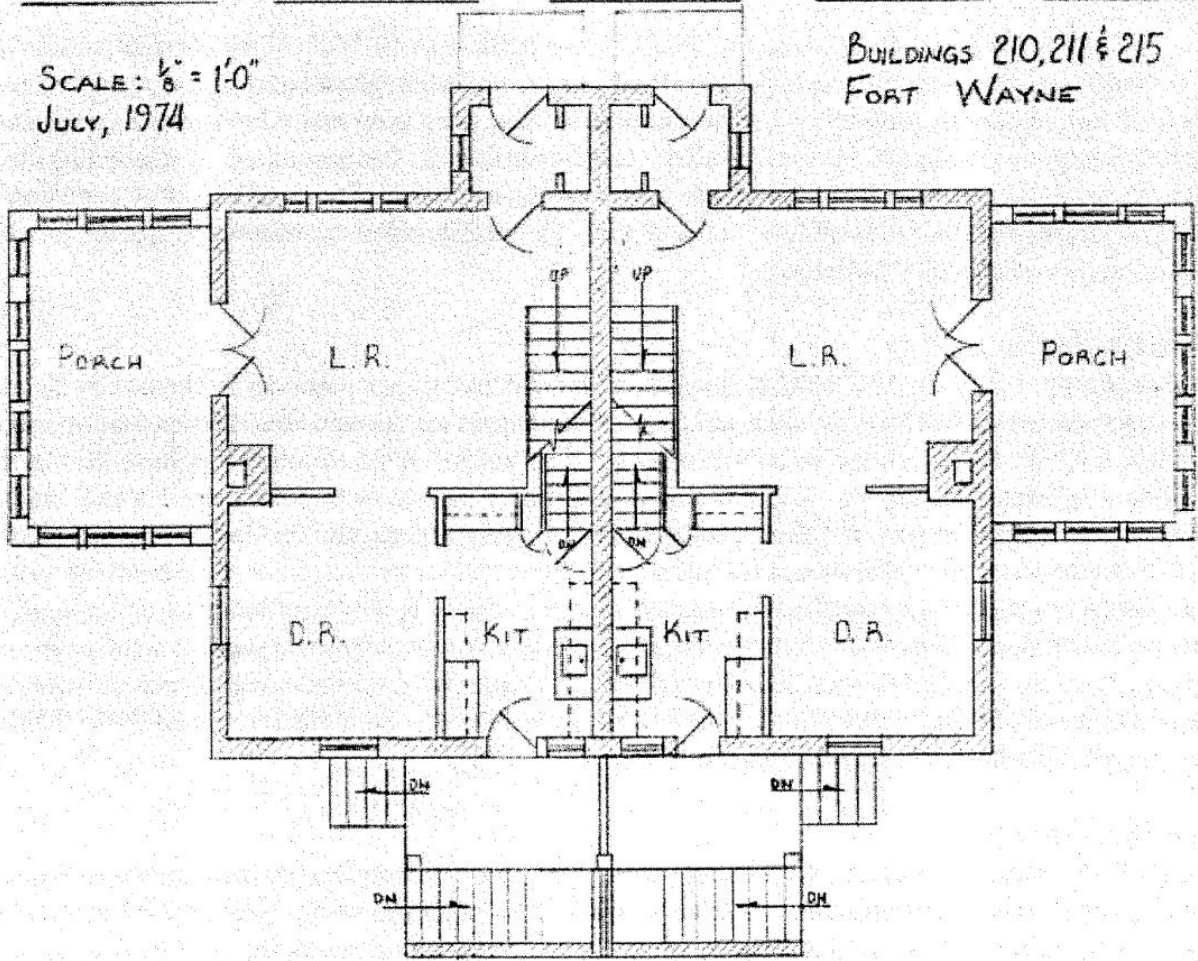 SCALE: ⅛" = 1'-0"
JULY, 1974
BUILDINGS 210, 211 & 215
FORT WAYNE
UP
UP
PORCH
L.R.
L.R.
PORCH
DN
DN
D.R.
KIT
KIT
D.R.
DN
DN
DN
DN